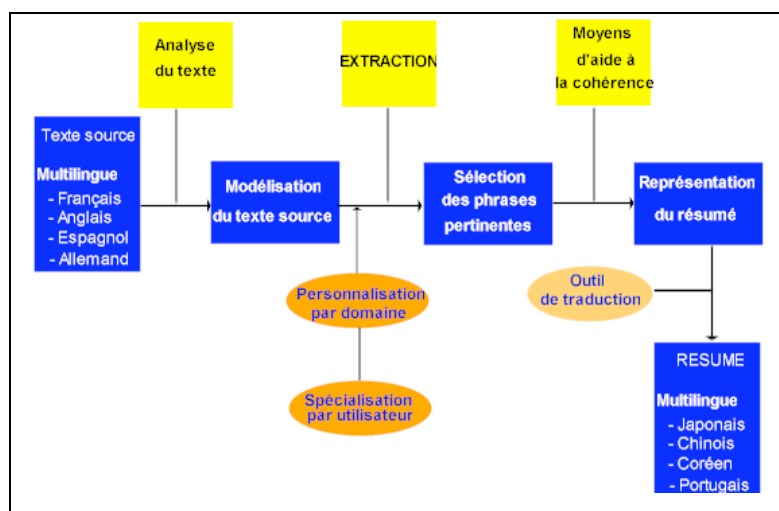 Analyse
du texte
EXTRACTION
Moyens
d'aide à
la cohérence
Texte source
Multilingue
- Français
- Anglais
- Espagnol
- Allemand
Modélisation
du texte source
Sélection
des phrases
pertinentes
Représentation
du résumé
Personnalisation
par domaine
Spécialisation
par utilisateur
Outil
de traduction
RESUME
Multilingue
- Japonais
- Chinois
- Coréen
- Portugais